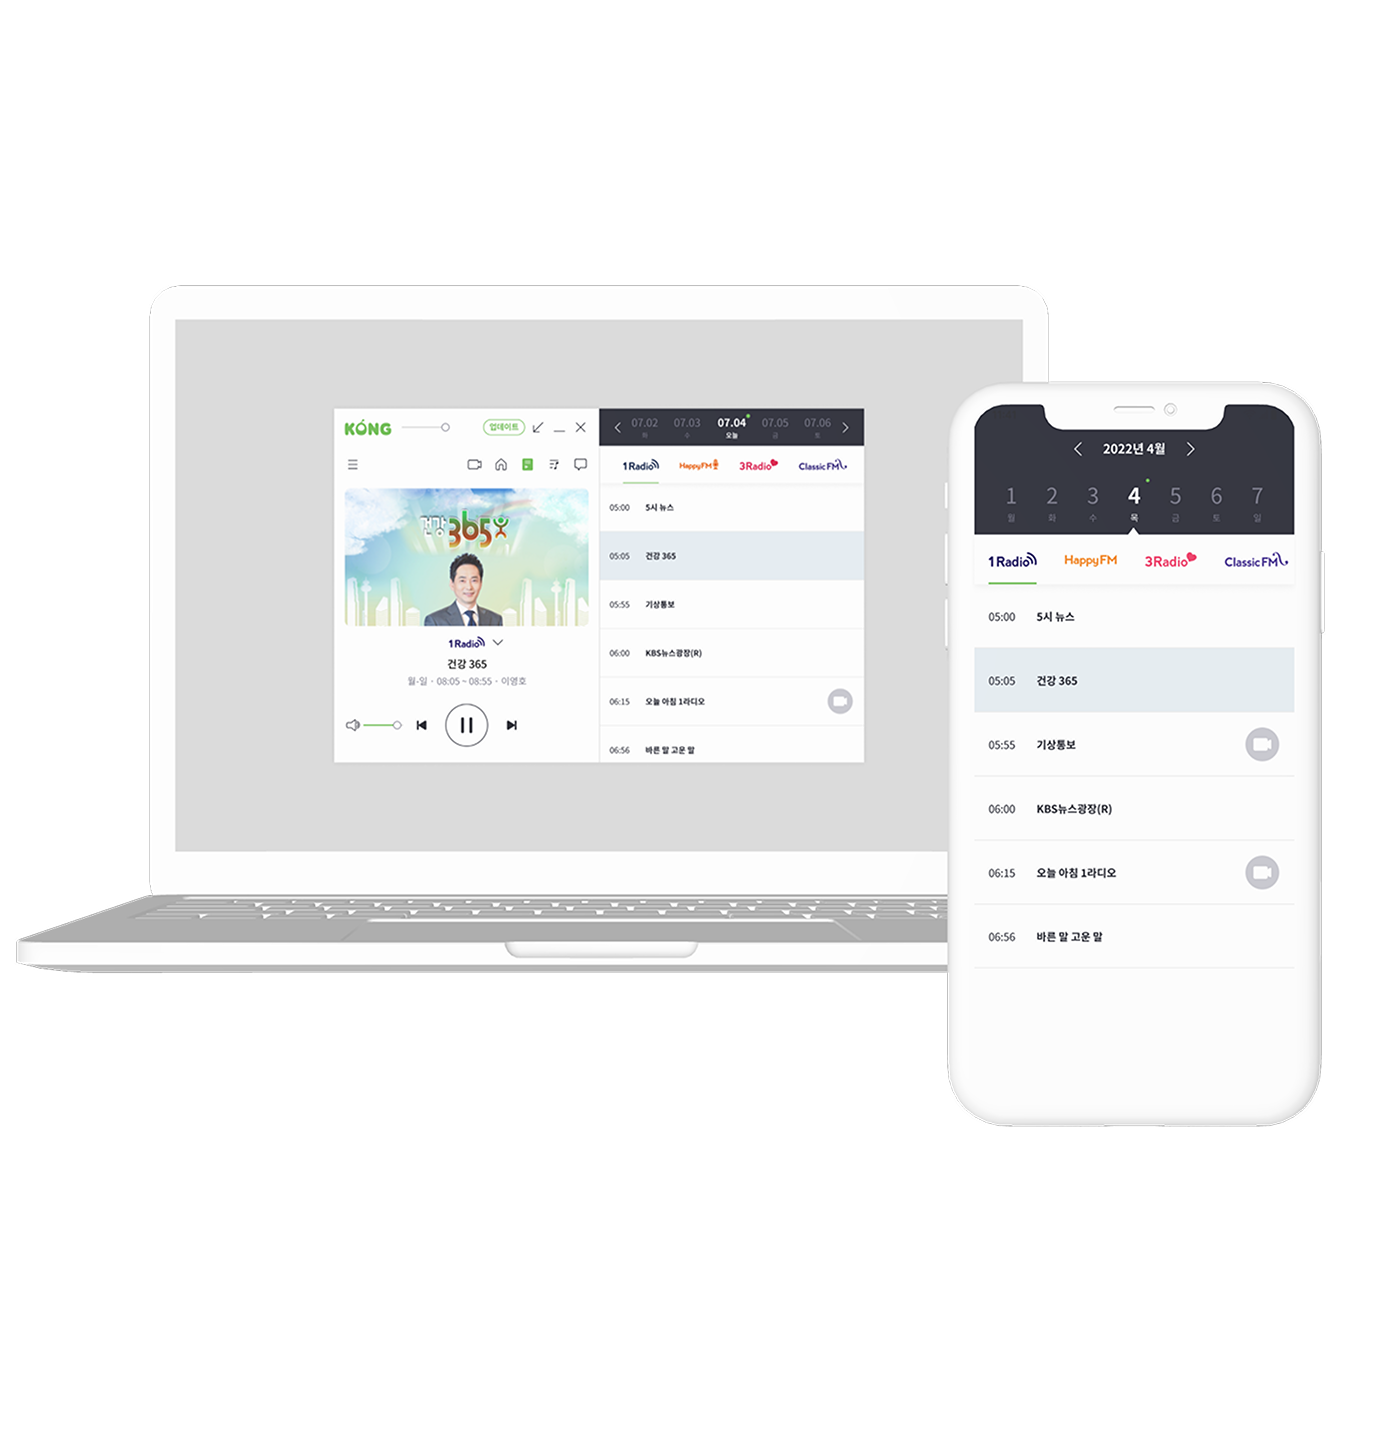 KONG
업데이트
건강 365
1Radio
건강 365
월-일 · 08:05 ~ 08:55 · 이영호
07.02 07.03 07.04 07.05 07.06
화 수 오늘 금 토
1Radio HappyFM 3Radio Classic FM
05:00 5시 뉴스
05:05 건강 365
05:55 기상통보
06:00 KBS뉴스광장(R)
06:15 오늘 아침 1라디오
06:56 바른 말 고운 말
2022년 4월
1 2 3 4 5 6 7
월 화 수 목 금 토 일
1Radio HappyFM 3Radio Classic FM
05:00 5시 뉴스
05:05 건강 365
05:55 기상통보
06:00 KBS뉴스광장(R)
06:15 오늘 아침 1라디오
06:56 바른 말 고운 말